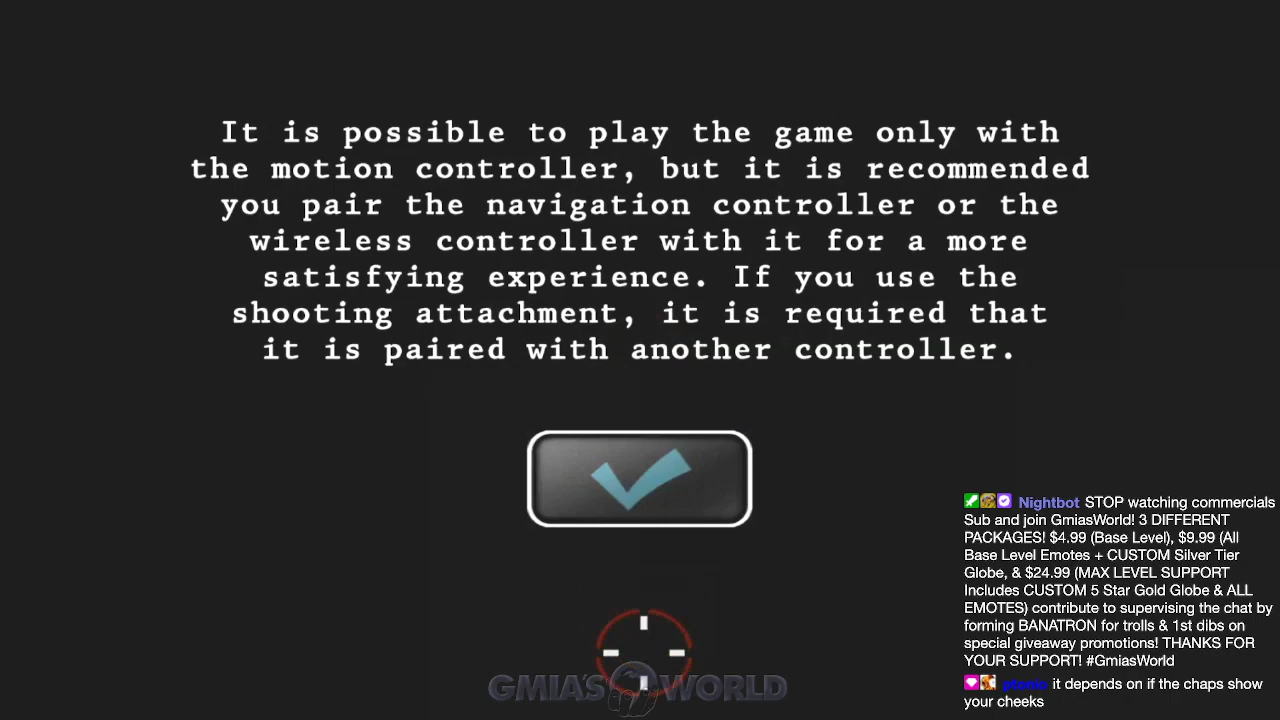 It is possible to play the game only with
the motion controller, but it is recommended
you pair the navigation controller or the
wireless controller with it for a more
satisfying experience. If you use the
shooting attachment, it is required that
it is paired with another controller.
Nightbot STOP watching commercials
Sub and join GmiasWorld! 3 DIFFERENT
PACKAGES! $4.99 (Base Level), $9.99 (All
Base Level Emotes + CUSTOM Silver Tier
Globe, & $24.99 (MAX LEVEL SUPPORT
Includes CUSTOM 5 Star Gold Globe & ALL
EMOTES) contribute to supervising the chat by
forming BANATRON for trolls & 1st dibs on
special giveaway promotions! THANKS FOR
YOUR SUPPORT! #GmiasWorld
it depends on if the chaps show
your cheeks
GMIA'S WORLD